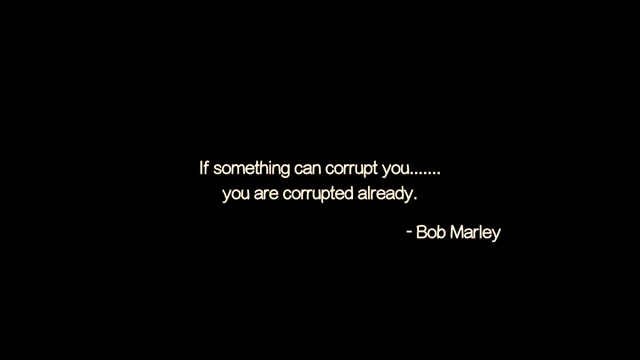 If something can corrupt you.......
you are corrupted already.
- Bob Marley